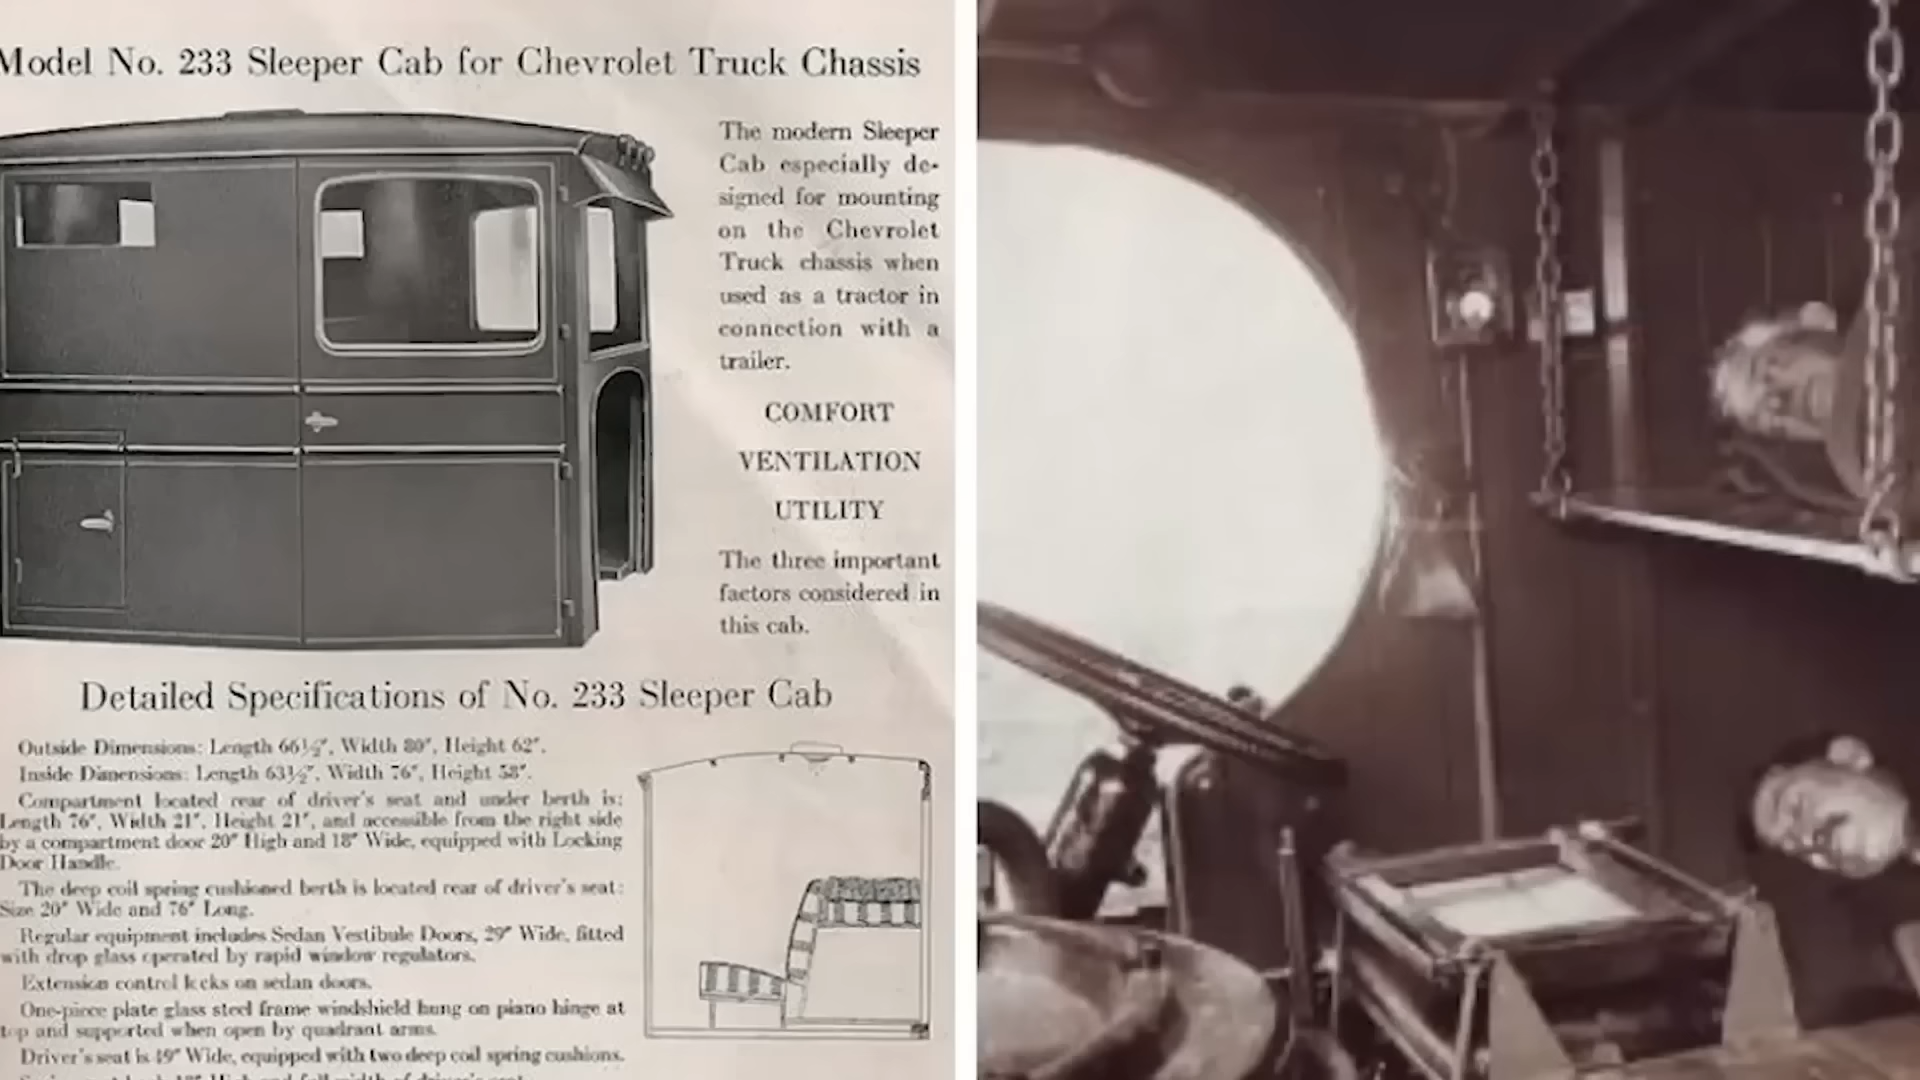 Model No. 233 Sleeper Cab for Chevrolet Truck Chassis
The modern Sleeper
Cab especially de-
signed for mounting
on the Chevrolet
Truck chassis when
used as a tractor in
connection with a
trailer.
COMFORT
VENTILATION
UTILITY
The three important
factors considered in
this cab.
Detailed Specifications of No. 233 Sleeper Cab
Outside Dimensions: Length 66½", Width 80", Height 62".
Inside Dimensions: Length 63½", Width 76", Height 58".
Compartment located rear of driver's seat and under berth is:
Length 76", Width 21", Height 21", and accessible from the right side
by a compartment door 20" High and 18" Wide, equipped with Locking
Door Handle.
The deep coil spring cushioned berth is located rear of driver's seat:
Size 20" Wide and 76" Long.
Regular equipment includes Sedan Vestibule Doors, 29" Wide, fitted
with drop glass operated by rapid window regulators.
Extension control locks on sedan doors.
One-piece plate glass steel frame windshield hung on piano hinge at
top and supported when open by quadrant arms.
Driver's seat is 49" Wide, equipped with two deep coil spring cushions.